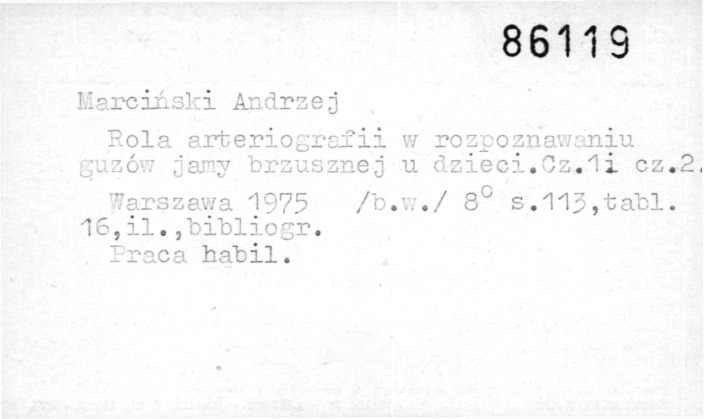 86119
Marciński Andrzej
Rola arteriografii w rozpoznawaniu
guzów jamy brzusznej u dzieci.Cz.1i cz.2.
Warszawa 1975 /b.w./ 8° s.113,tabl.
16,il.,bibliogr.
Praca habil.